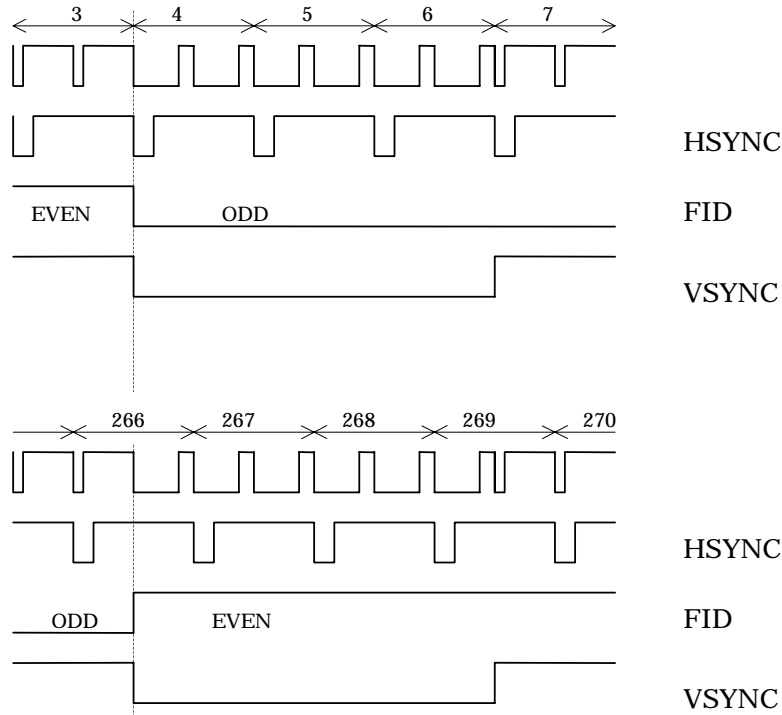 3 4 5 6 7
HSYNC
EVEN ODD FID
VSYNC
266 267 268 269 270
HSYNC
ODD EVEN FID
VSYNC